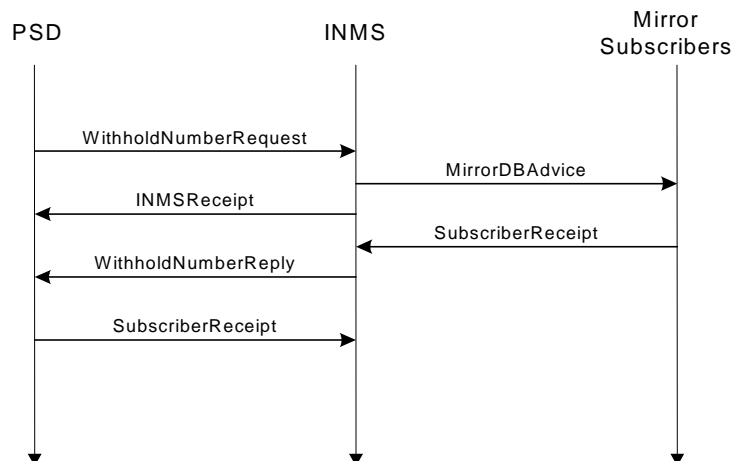 PSD
INMS
Mirror
Subscribers
WithholdNumberRequest
MirrorDBAdvice
INMSReceipt
SubscriberReceipt
WithholdNumberReply
SubscriberReceipt